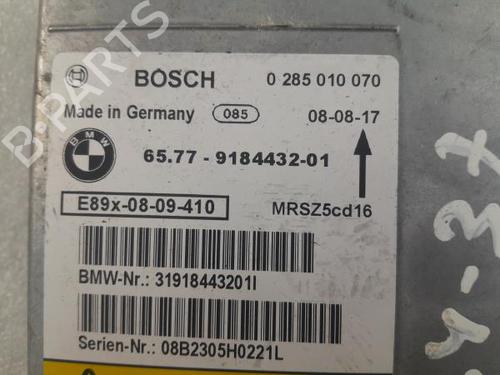 BOSCH 0 285 010 070
Made in Germany 085 08-08-17
BMW
65.77 - 9184432-01
E89x-08-09-410 MRSZ5cd16
BMW-Nr.: 31918443201I
Serien-Nr.: 08B2305H0221L
B-PARTS